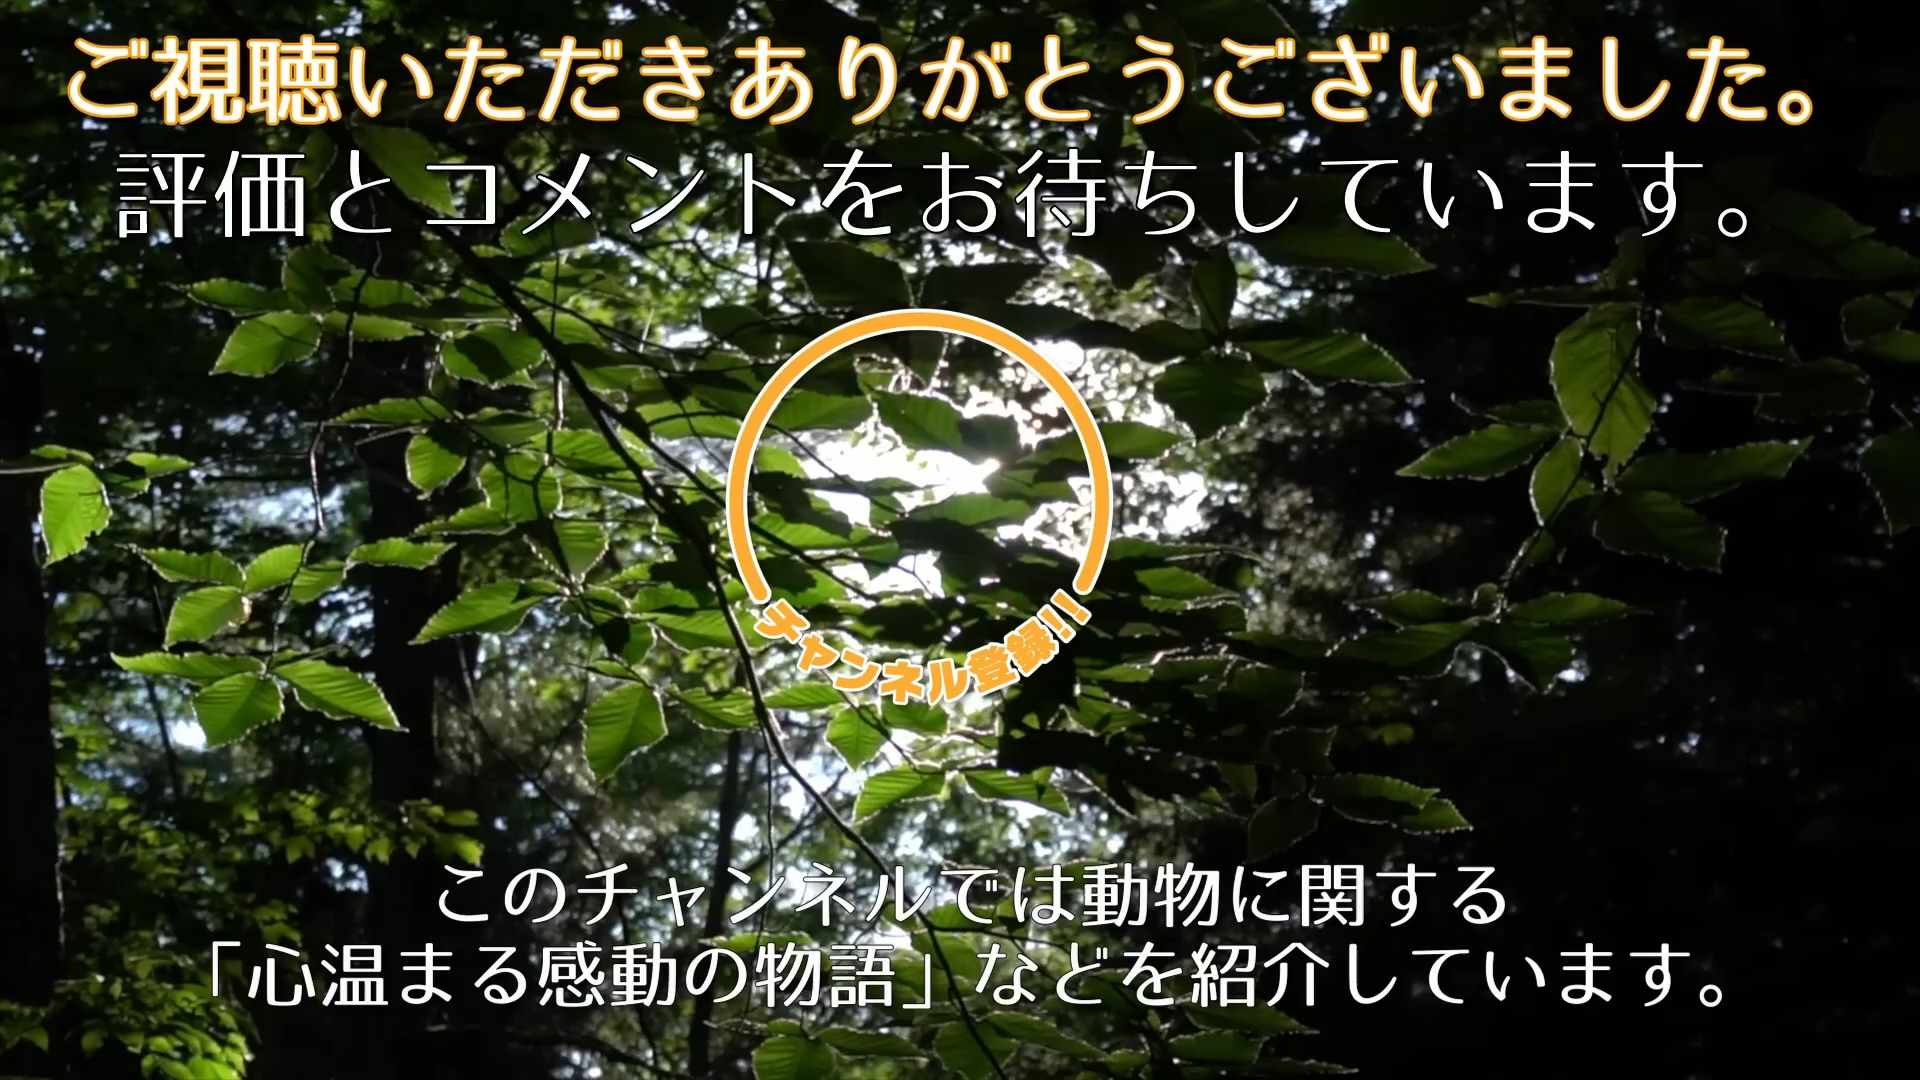 ご視聴いただきありがとうございました。
評価とコメントをお待ちしています。
チャンネル登録!!
このチャンネルでは動物に関する
「心温まる感動の物語」などを紹介しています。